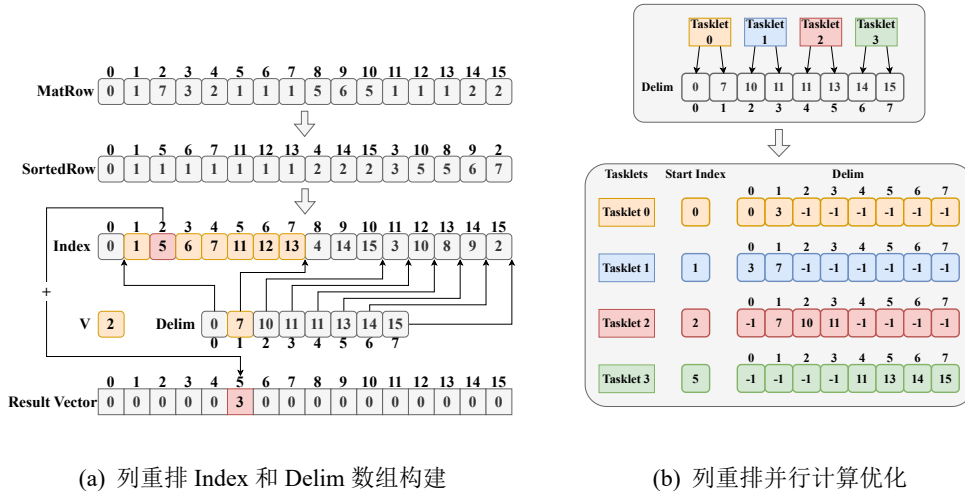 0 1 2 3 4 5 6 7 8 9 10 11 12 13 14 15
MatRow 0 1 7 3 2 1 1 1 5 6 5 1 1 1 2 2
0 1 5 6 7 11 12 13 4 14 15 3 10 8 9 2
SortedRow 0 1 1 1 1 1 1 1 2 2 2 3 5 5 6 7
0 1 2 3 4 5 6 7 8 9 10 11 12 13 14 15
Index 0 1 5 6 7 11 12 13 4 14 15 3 10 8 9 2
+
V 2 Delim 0 7 10 11 11 13 14 15
0 1 2 3 4 5 6 7
0 1 2 3 4 5 6 7 8 9 10 11 12 13 14 15
Result Vector 0 0 0 0 0 3 0 0 0 0 0 0 0 0 0 0
(a) 列重排 Index 和 Delim 数组构建
Tasklet 0
Tasklet 1
Tasklet 2
Tasklet 3
Delim 0 7 10 11 11 13 14 15
0 1 2 3 4 5 6 7
Tasklets Start Index Delim
0 1 2 3 4 5 6 7
Tasklet 0 0 0 3 -1 -1 -1 -1 -1 -1
0 1 2 3 4 5 6 7
Tasklet 1 1 3 7 -1 -1 -1 -1 -1 -1
0 1 2 3 4 5 6 7
Tasklet 2 2 -1 7 10 11 -1 -1 -1 -1
0 1 2 3 4 5 6 7
Tasklet 3 5 -1 -1 -1 -1 11 13 14 15
(b) 列重排并行计算优化